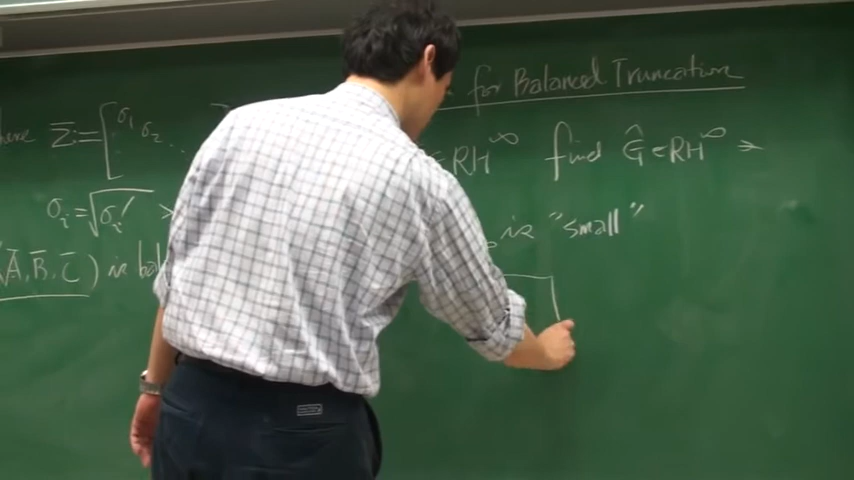 for Balanced Truncation
here Σ = [σ1 σ2 ..
∈ RH^∞ find Ĝ ∈ RH^∞ ∋
σi = √σi'
is "small"
(Ā, B̄, C̄) is bal